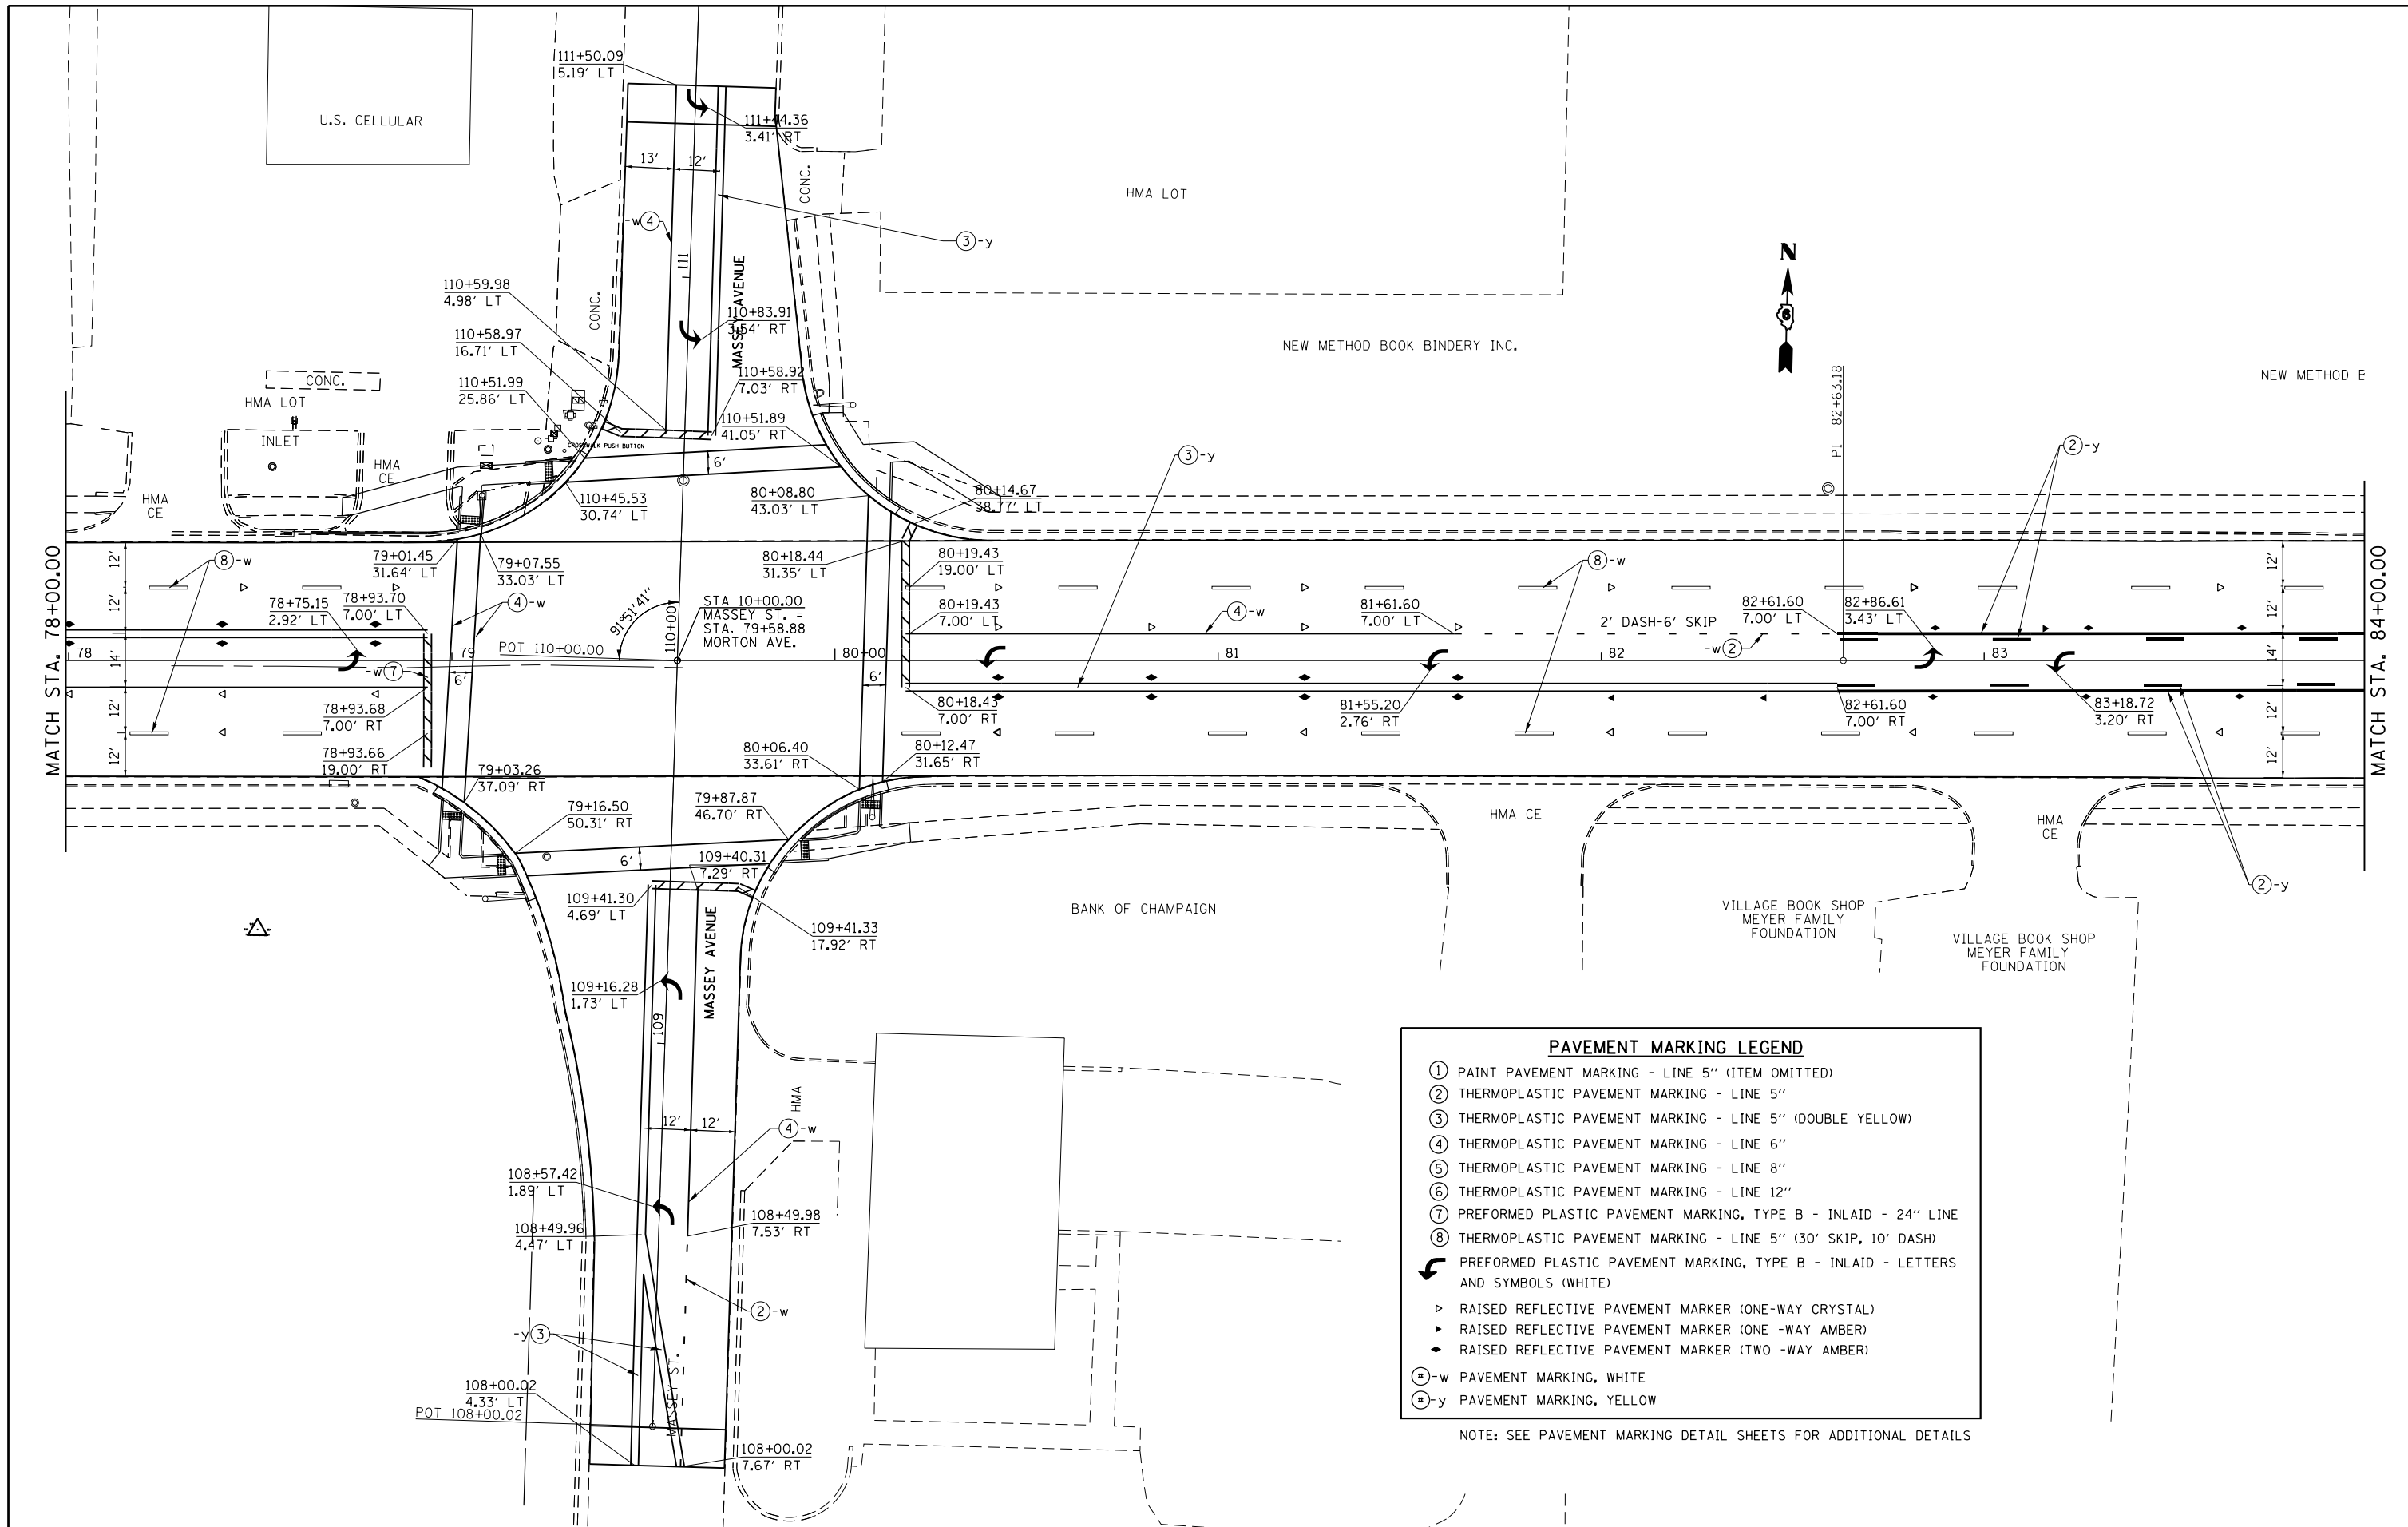 111+50.09
5.19' LT
U.S. CELLULAR
111+44.36
3.41' RT
13'
12'
CONC.
HMA LOT
-w 4
3 -y
111
MASSEY AVENUE
N
6
110+59.98
4.98' LT
CONC.
110+83.91
3.54' RT
110+58.97
16.71' LT
NEW METHOD BOOK BINDERY INC.
110+58.92
7.03' RT
110+51.99
25.86' LT
CONC.
HMA LOT
INLET
PI 82+63.18
NEW METHOD B
110+51.89
41.05' RT
CROSSWALK PUSH BUTTON
6'
3 -y
2 -y
HMA
CE
HMA
CE
110+45.53
30.74' LT
80+08.80
43.03' LT
80+14.67
38.77' LT
MATCH STA. 78+00.00
12'
12'
14'
12'
12'
8 -w
79+01.45
31.64' LT
79+07.55
33.03' LT
80+18.44
31.35' LT
80+19.43
19.00' LT
8 -w
12'
12'
14'
12'
12'
MATCH STA. 84+00.00
78+75.15
2.92' LT
78+93.70
7.00' LT
4 -w
91°51'41"
110+00
STA 10+00.00
MASSEY ST. =
STA. 79+58.88
MORTON AVE.
80+19.43
7.00' LT
4 -w
81+61.60
7.00' LT
2' DASH-6' SKIP
82+61.60
7.00' LT
82+86.61
3.43' LT
-w 2
78
79
POT 110+00.00
80+00
81
82
83
-w 7
6'
6'
78+93.68
7.00' RT
80+18.43
7.00' RT
81+55.20
2.76' RT
82+61.60
7.00' RT
83+18.72
3.20' RT
78+93.66
19.00' RT
80+06.40
33.61' RT
80+12.47
31.65' RT
79+03.26
37.09' RT
79+16.50
50.31' RT
79+87.87
46.70' RT
HMA CE
HMA
CE
6'
109+40.31
7.29' RT
2 -y
109+41.30
4.69' LT
109+41.33
17.92' RT
BANK OF CHAMPAIGN
VILLAGE BOOK SHOP
MEYER FAMILY
FOUNDATION
VILLAGE BOOK SHOP
MEYER FAMILY
FOUNDATION
MASSEY AVENUE
109+16.28
1.73' LT
109
HMA
12'
12'
4 -w
108+57.42
1.89' LT
108+49.98
7.53' RT
108+49.96
4.47' LT
2 -w
-y 3
MASSEY ST.
108+00.02
4.33' LT
POT 108+00.02
108+00.02
7.67' RT
PAVEMENT MARKING LEGEND
1 PAINT PAVEMENT MARKING - LINE 5" (ITEM OMITTED)
2 THERMOPLASTIC PAVEMENT MARKING - LINE 5"
3 THERMOPLASTIC PAVEMENT MARKING - LINE 5" (DOUBLE YELLOW)
4 THERMOPLASTIC PAVEMENT MARKING - LINE 6"
5 THERMOPLASTIC PAVEMENT MARKING - LINE 8"
6 THERMOPLASTIC PAVEMENT MARKING - LINE 12"
7 PREFORMED PLASTIC PAVEMENT MARKING, TYPE B - INLAID - 24" LINE
8 THERMOPLASTIC PAVEMENT MARKING - LINE 5" (30' SKIP, 10' DASH)
PREFORMED PLASTIC PAVEMENT MARKING, TYPE B - INLAID - LETTERS
AND SYMBOLS (WHITE)
RAISED REFLECTIVE PAVEMENT MARKER (ONE-WAY CRYSTAL)
RAISED REFLECTIVE PAVEMENT MARKER (ONE -WAY AMBER)
RAISED REFLECTIVE PAVEMENT MARKER (TWO -WAY AMBER)
# -w PAVEMENT MARKING, WHITE
# -y PAVEMENT MARKING, YELLOW
NOTE: SEE PAVEMENT MARKING DETAIL SHEETS FOR ADDITIONAL DETAILS